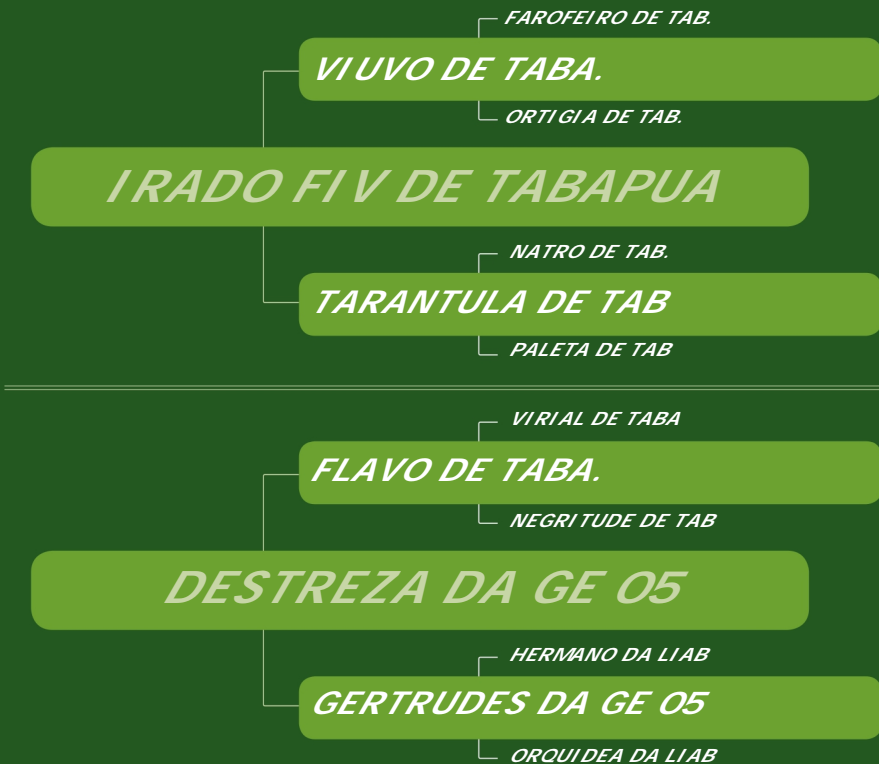 FAROFEIRO DE TAB.
VIUVO DE TABA.
ORTIGIA DE TAB.
IRADO FIV DE TABAPUA
NATRO DE TAB.
TARANTULA DE TAB
PALETA DE TAB
VIRIAL DE TABA
FLAVO DE TABA.
NEGRITUDE DE TAB
DESTREZA DA GE 05
HERMANO DA LIAB
GERTRUDES DA GE 05
ORQUIDEA DA LIAB